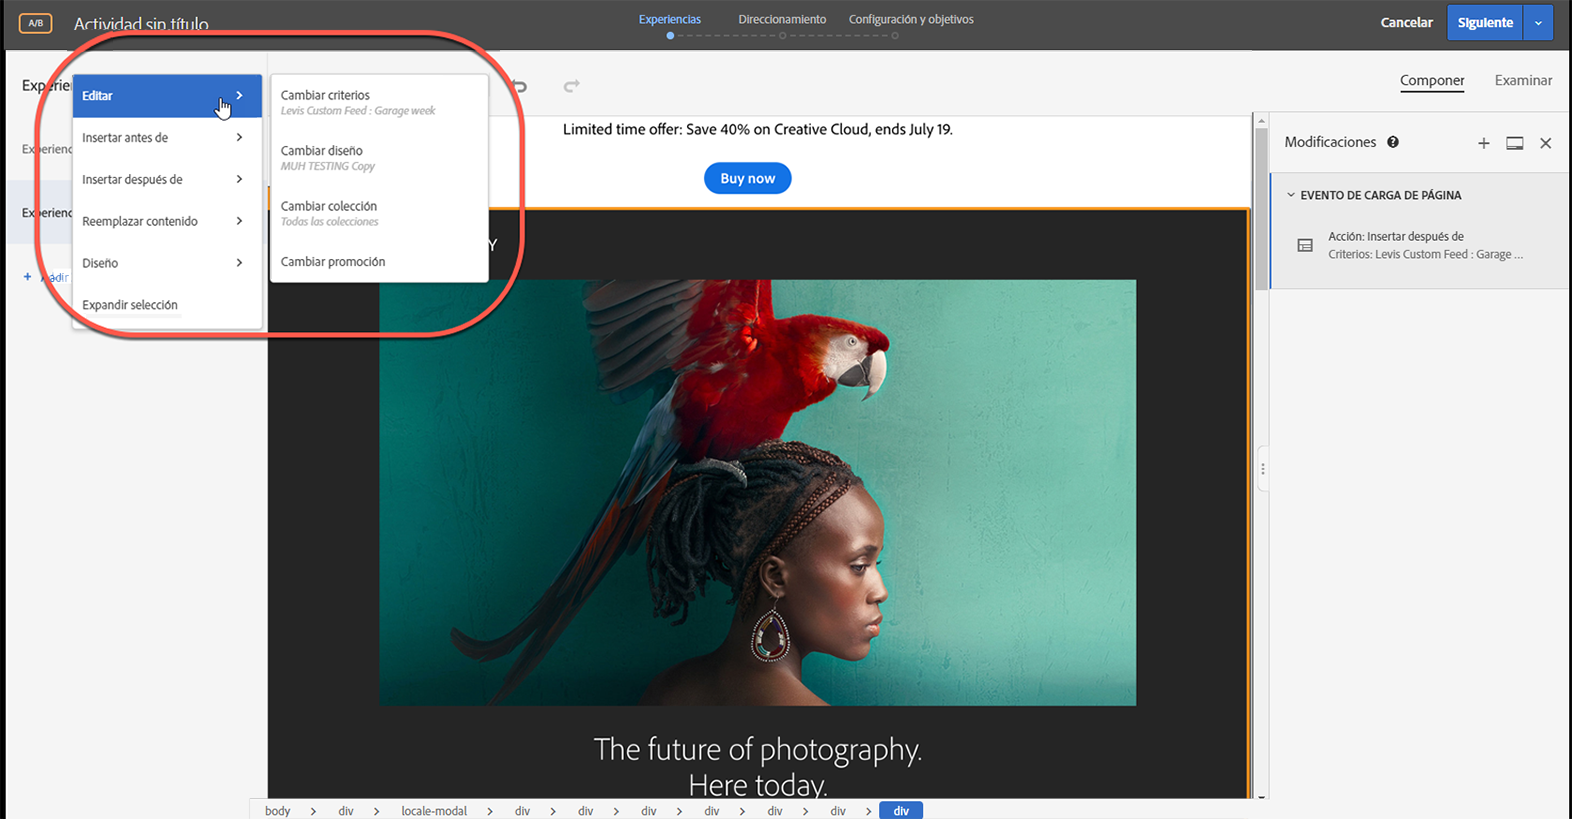 A/B
Actividad sin título
Experiencias
Direccionamiento
Configuración y objetivos
Cancelar
Siguiente
Componer
Examinar
Editar
Insertar antes de
Insertar después de
Reemplazar contenido
Diseño
Expandir selección
Cambiar criterios
Levis Custom Feed : Garage week
Cambiar diseño
MUH TESTING Copy
Cambiar colección
Todas las colecciones
Cambiar promoción
Experien
Experienc
Experienc
+ Añadir
Limited time offer: Save 40% on Creative Cloud, ends July 19.
Buy now
Y
The future of photography.
Here today.
Modificaciones
EVENTO DE CARGA DE PÁGINA
Acción: Insertar después de
Criterios: Levis Custom Feed : Garage ...
body > div > locale-modal > div > div > div > div > div > div > div